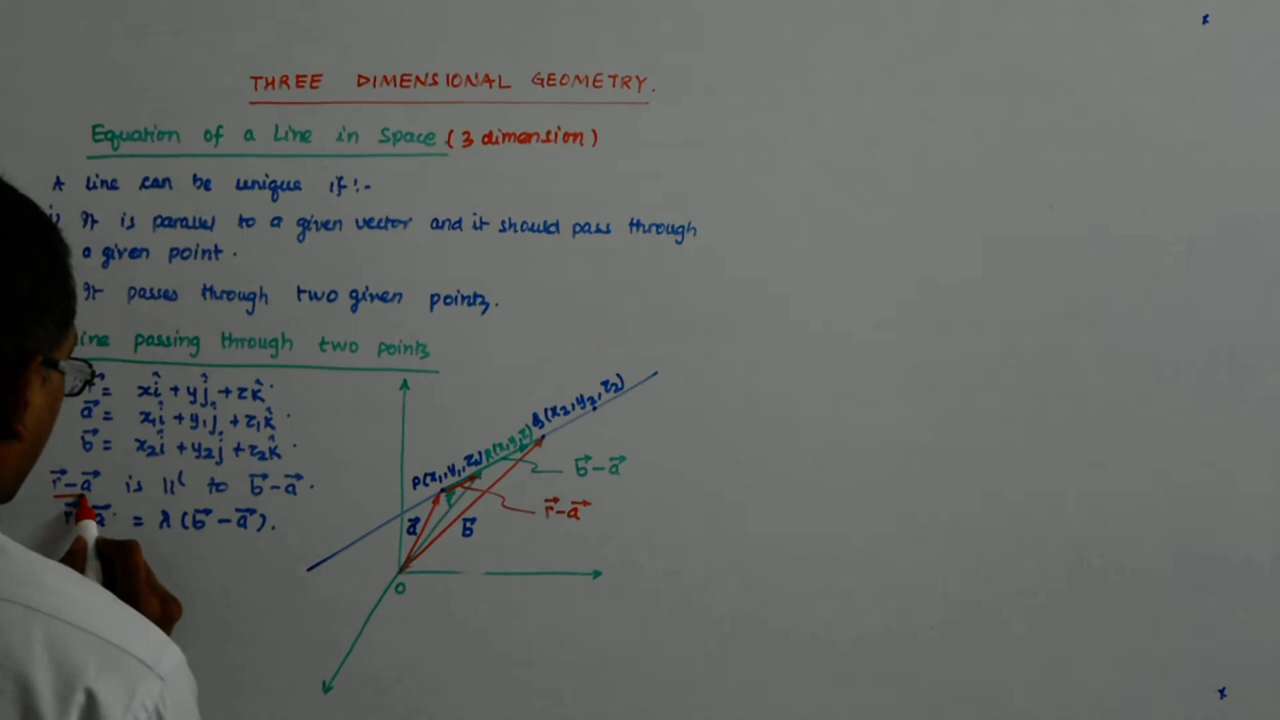 THREE DIMENSIONAL GEOMETRY.
Equation of a Line in Space (3 dimension)
A line can be unique if:-
It is parallel to a given vector and it should pass through
a given point.
It passes through two given points.
line passing through two points
r⃗ = xî + yĵ + zk̂.
a⃗ = x₁î + y₁ĵ + z₁k̂.
b⃗ = x₂î + y₂ĵ + z₂k̂.
r⃗-a⃗ is ||l to b⃗-a⃗.
r⃗ a⃗ = λ(b⃗-a⃗).
P(x₁,y₁,z₁)
R(x,y,z)
(x₂,y₂,z₂)
b⃗-a⃗
r⃗-a⃗
a⃗
b⃗
O